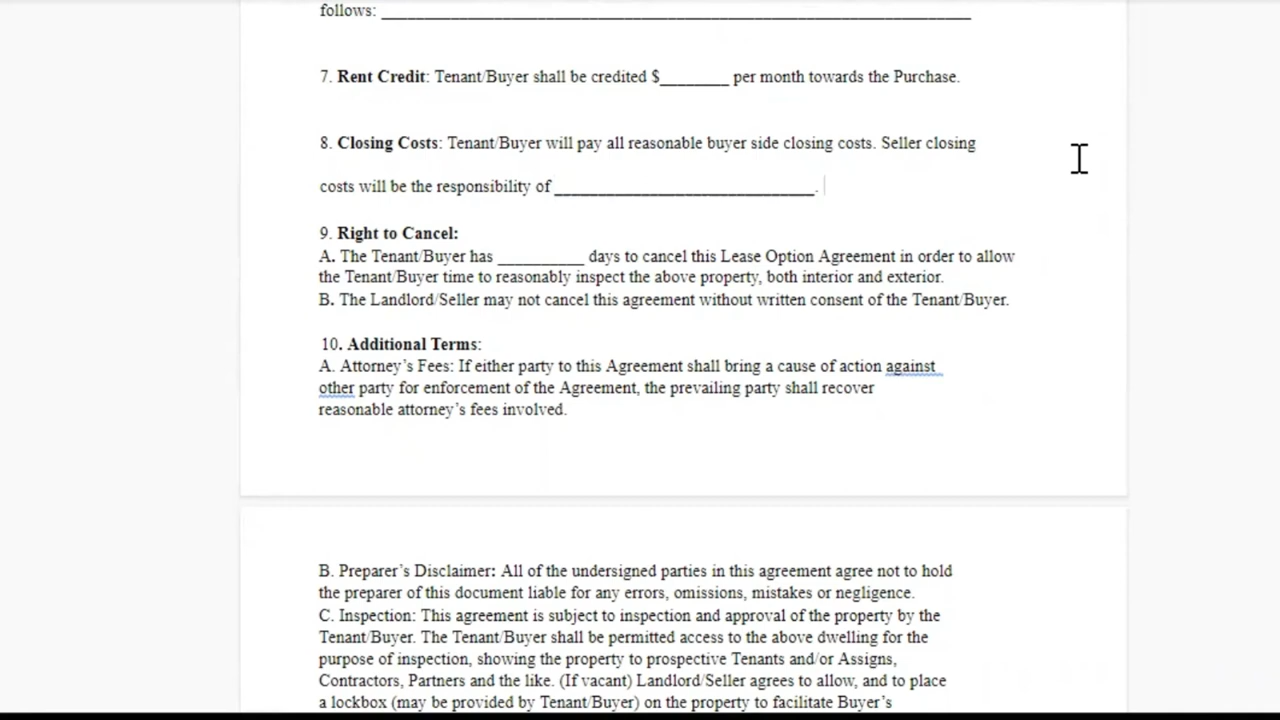 follows: ______________________________________________________________________
7. Rent Credit: Tenant/Buyer shall be credited $________ per month towards the Purchase.
8. Closing Costs: Tenant/Buyer will pay all reasonable buyer side closing costs. Seller closing
costs will be the responsibility of _______________________________.
9. Right to Cancel:
A. The Tenant/Buyer has __________ days to cancel this Lease Option Agreement in order to allow
the Tenant/Buyer time to reasonably inspect the above property, both interior and exterior.
B. The Landlord/Seller may not cancel this agreement without written consent of the Tenant/Buyer.
10. Additional Terms:
A. Attorney’s Fees: If either party to this Agreement shall bring a cause of action against
other party for enforcement of the Agreement, the prevailing party shall recover
reasonable attorney’s fees involved.
B. Preparer’s Disclaimer: All of the undersigned parties in this agreement agree not to hold
the preparer of this document liable for any errors, omissions, mistakes or negligence.
C. Inspection: This agreement is subject to inspection and approval of the property by the
Tenant/Buyer. The Tenant/Buyer shall be permitted access to the above dwelling for the
purpose of inspection, showing the property to prospective Tenants and/or Assigns,
Contractors, Partners and the like. (If vacant) Landlord/Seller agrees to allow, and to place
a lockbox (may be provided by Tenant/Buyer) on the property to facilitate Buyer’s